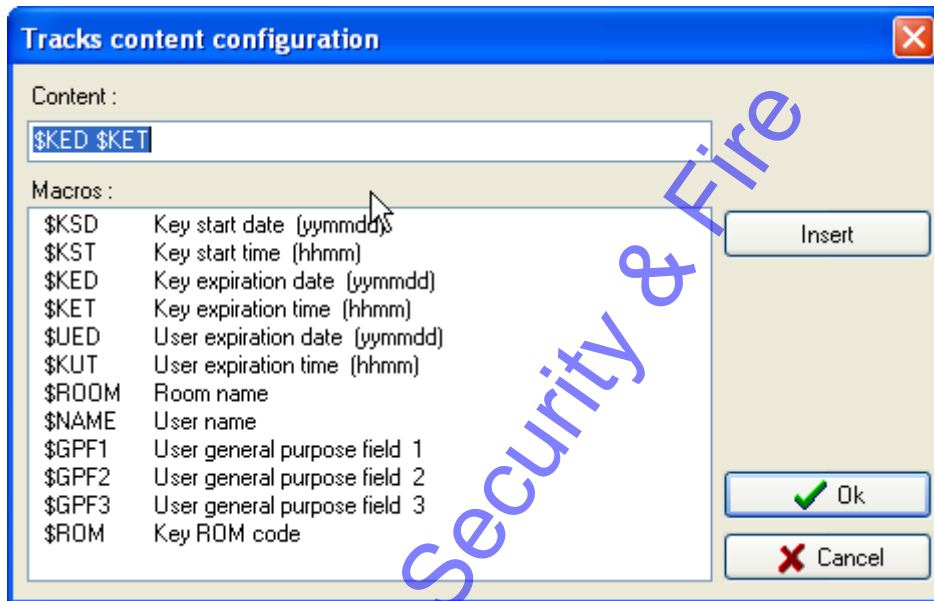 Tracks content configuration
Content :
$KED $KET
Macros :
$KSD Key start date (yymmdd)
$KST Key start time (hhmm)
$KED Key expiration date (yymmdd)
$KET Key expiration time (hhmm)
$UED User expiration date (yymmdd)
$KUT User expiration time (hhmm)
$ROOM Room name
$NAME User name
$GPF1 User general purpose field 1
$GPF2 User general purpose field 2
$GPF3 User general purpose field 3
$ROM Key ROM code
Insert
Ok
Cancel
Security & Fire